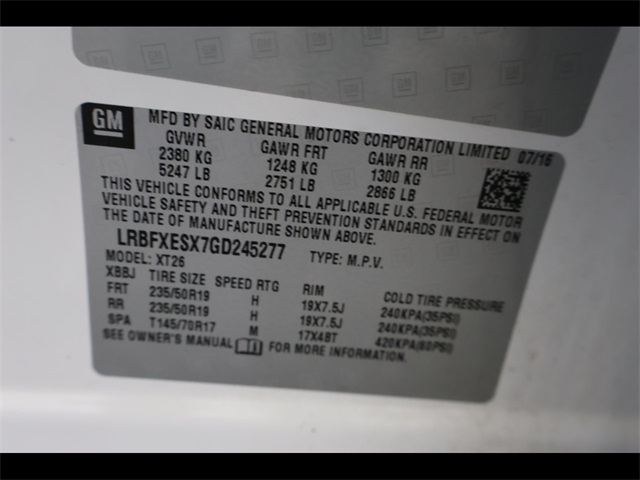 GM
MFD BY SAIC GENERAL MOTORS CORPORATION LIMITED 07/16
GVWR GAWR FRT GAWR RR
2380 KG 1248 KG 1300 KG
5247 LB 2751 LB 2866 LB
THIS VEHICLE CONFORMS TO ALL APPLICABLE U.S. FEDERAL MOTOR
VEHICLE SAFETY AND THEFT PREVENTION STANDARDS IN EFFECT ON
THE DATE OF MANUFACTURE SHOWN ABOVE.
LRBFXESX7GD245277 TYPE: M.P.V.
MODEL: XT26
XBBJ TIRE SIZE SPEED RTG RIM COLD TIRE PRESSURE
FRT 235/50R19 H 19X7.5J 240KPA(35PSI)
RR 235/50R19 H 19X7.5J 240KPA(35PSI)
SPA T145/70R17 M 17X4BT 420KPA(60PSI)
SEE OWNER'S MANUAL FOR MORE INFORMATION.